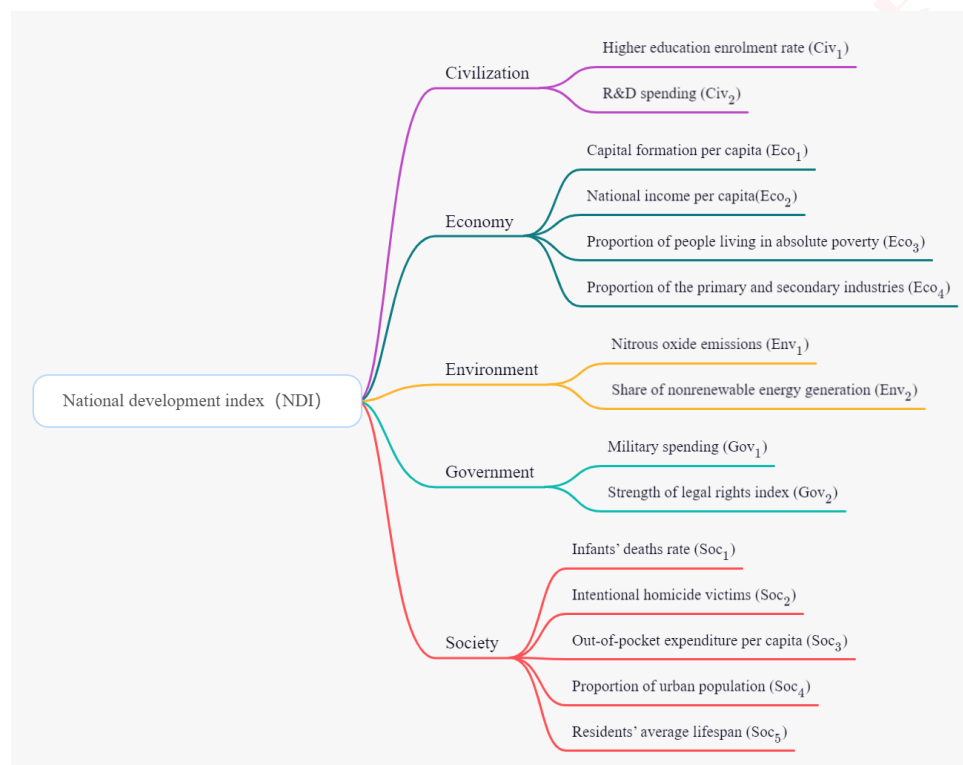 Higher education enrolment rate (Civ₁)
Civilization
R&D spending (Civ₂)
Capital formation per capita (Eco₁)
National income per capita(Eco₂)
Economy
Proportion of people living in absolute poverty (Eco₃)
Proportion of the primary and secondary industries (Eco₄)
Nitrous oxide emissions (Env₁)
Environment
Share of nonrenewable energy generation (Env₂)
National development index（NDI）
Military spending (Gov₁)
Government
Strength of legal rights index (Gov₂)
Infants’ deaths rate (Soc₁)
Intentional homicide victims (Soc₂)
Society
Out-of-pocket expenditure per capita (Soc₃)
Proportion of urban population (Soc₄)
Residents’ average lifespan (Soc₅)